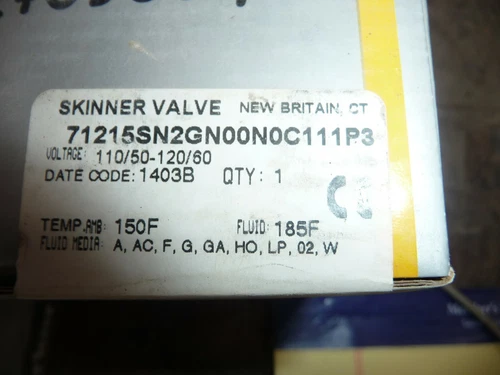 SKINNER VALVE NEW BRITAIN, CT
71215SN2GN00N0C111P3
VOLTAGE: 110/50-120/60
DATE CODE: 1403B QTY: 1
CE
TEMP. AMB: 150F FLUID: 185F
FLUID MEDIA: A, AC, F, G, GA, HO, LP, 02, W